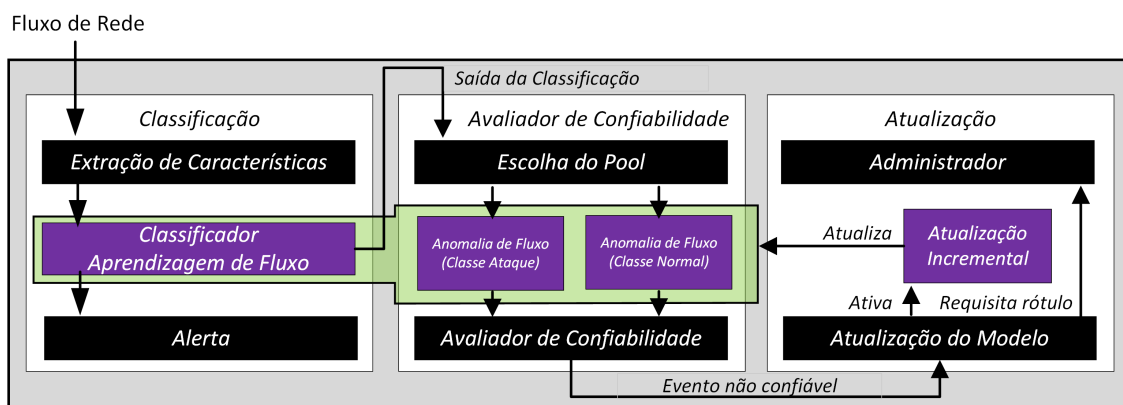 Fluxo de Rede
Saída da Classificação
Classificação
Extração de Características
Classificador
Aprendizagem de Fluxo
Alerta
Avaliador de Confiabilidade
Escolha do Pool
Anomalia de Fluxo
(Classe Ataque)
Anomalia de Fluxo
(Classe Normal)
Avaliador de Confiabilidade
Evento não confiável
Atualização
Administrador
Atualiza
Atualização
Incremental
Ativa
Requisita rótulo
Atualização do Modelo